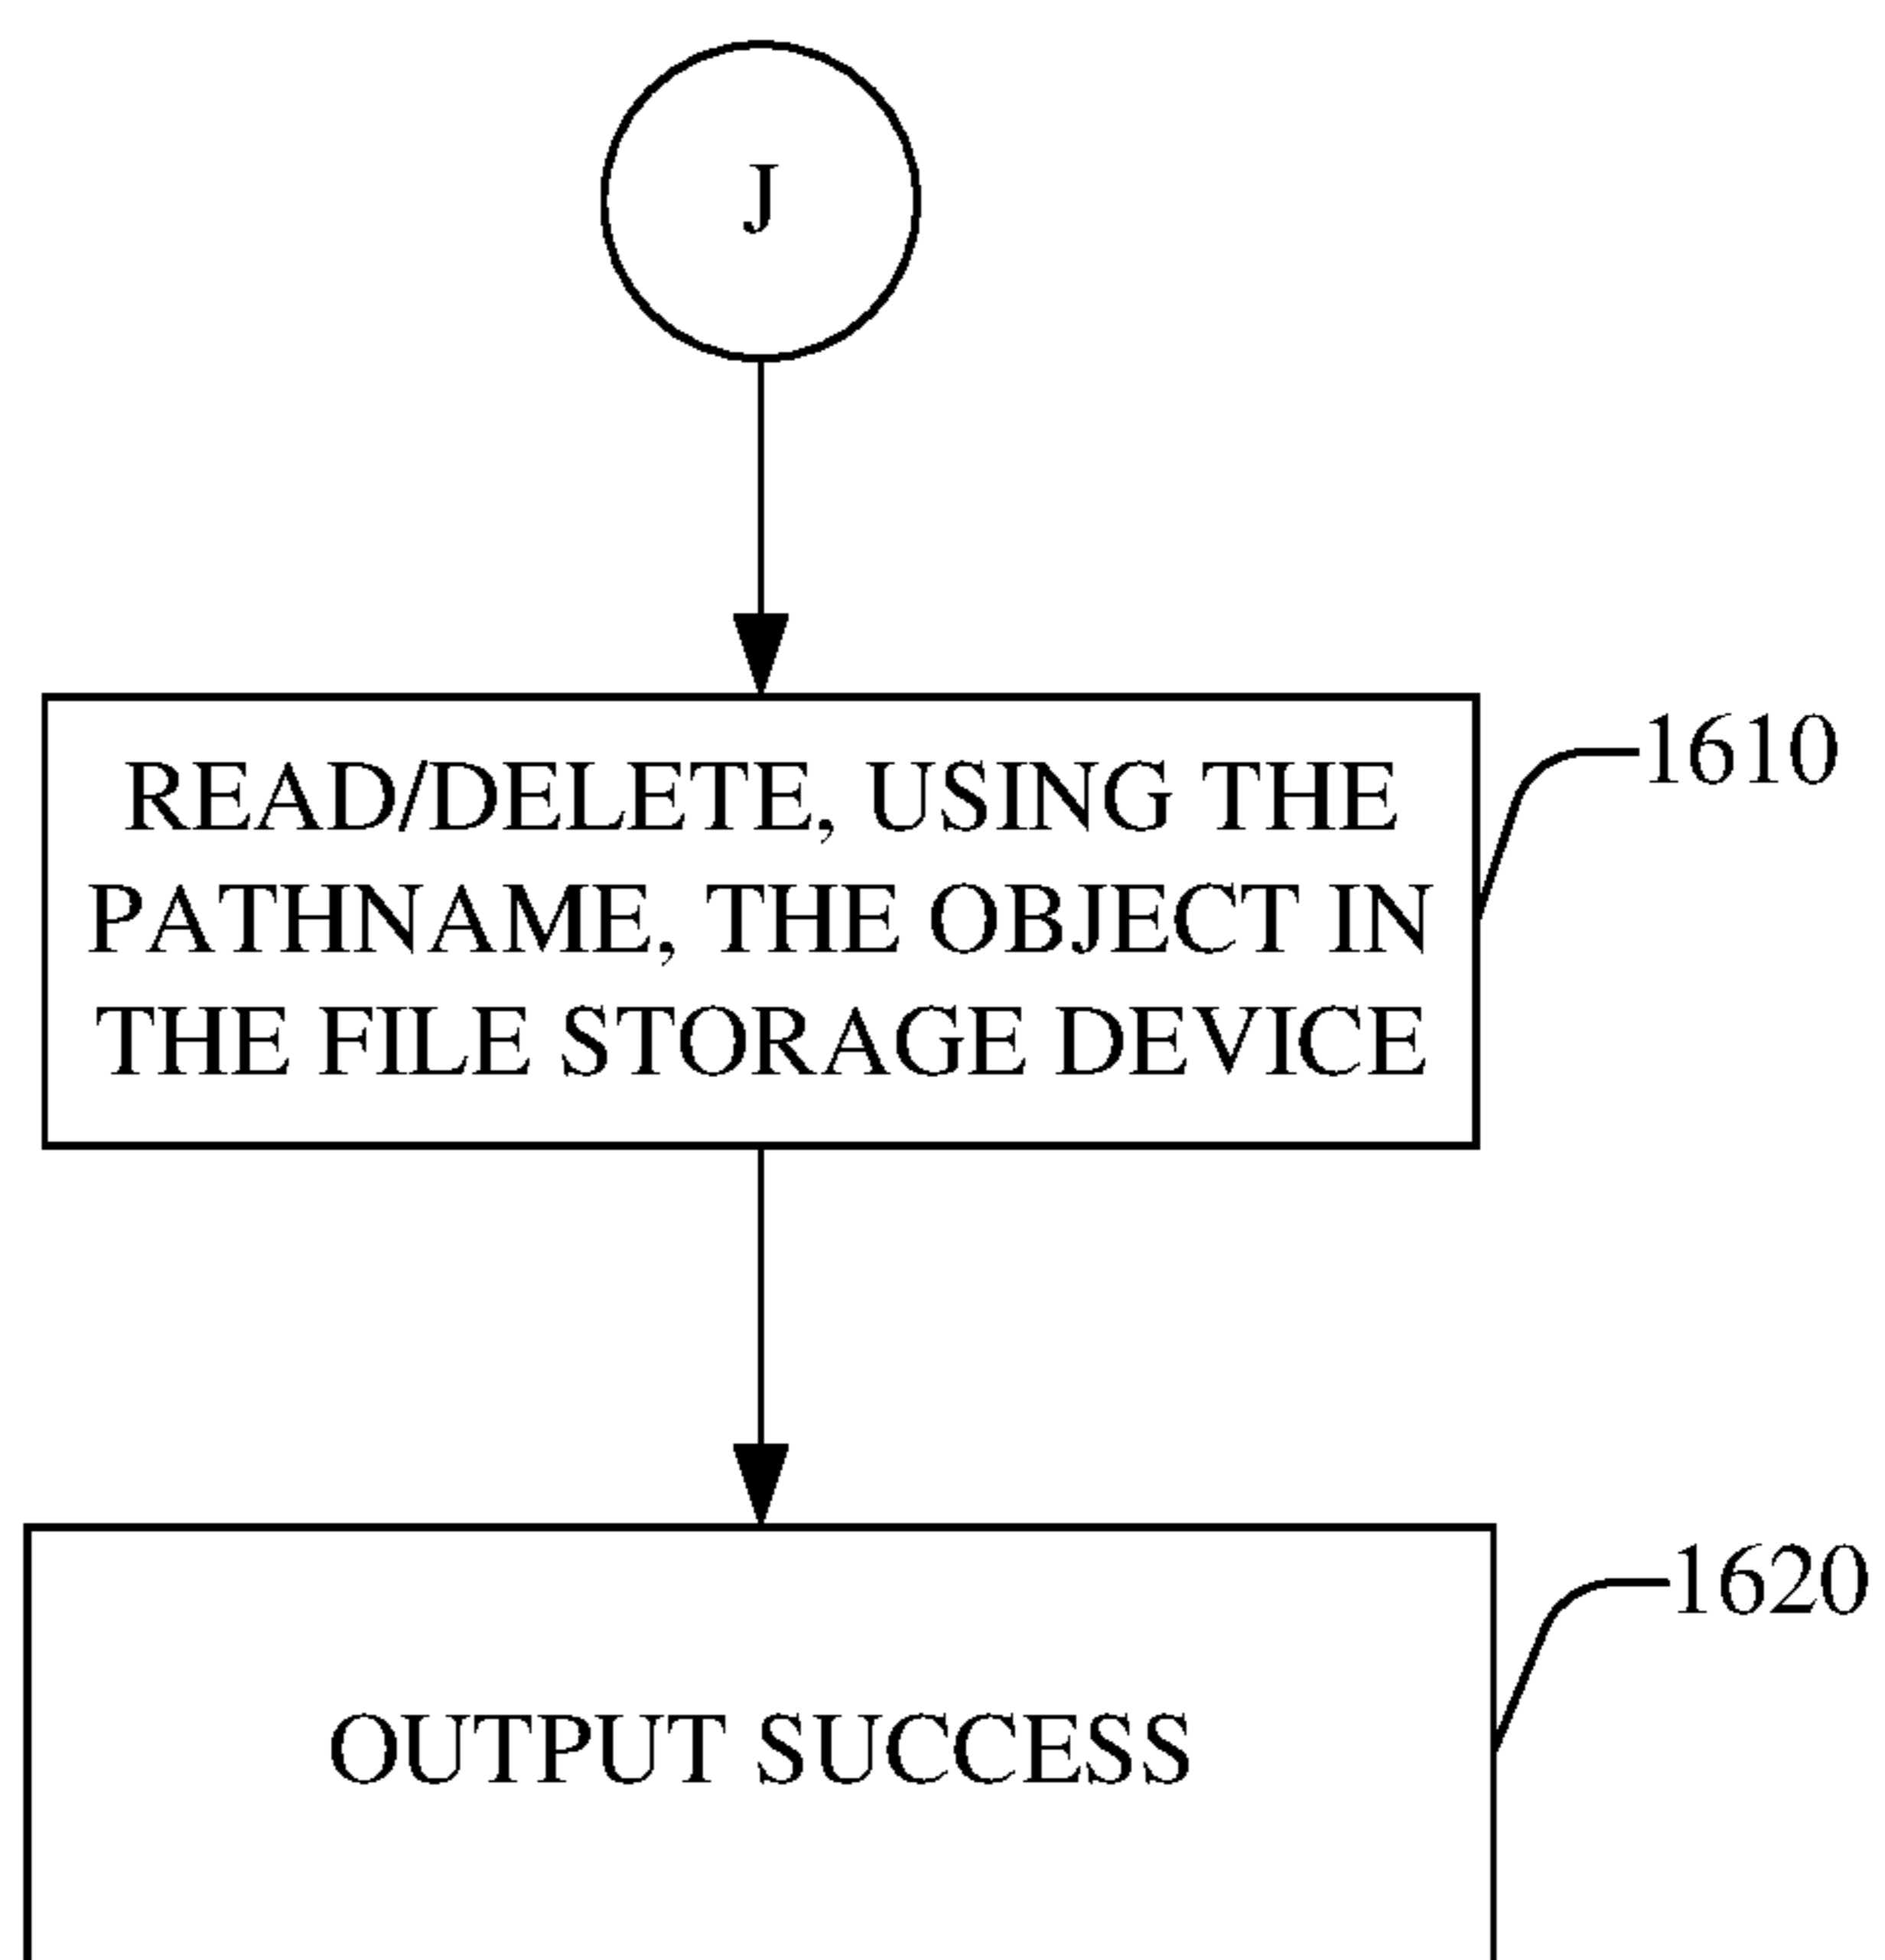 J
READ/DELETE, USING THE
PATHNAME, THE OBJECT IN
THE FILE STORAGE DEVICE
1610
OUTPUT SUCCESS
1620